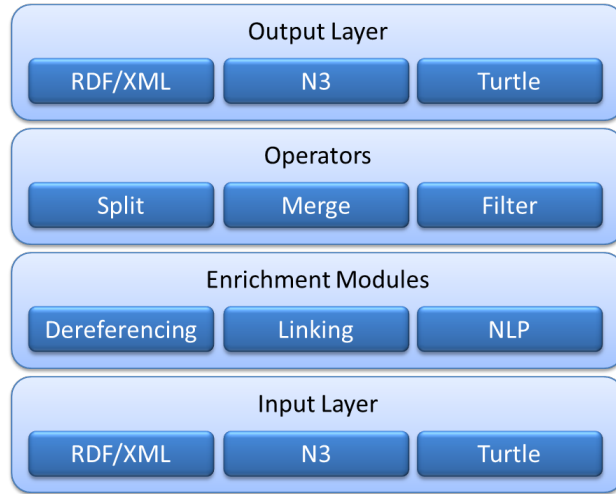 Output Layer
RDF/XML N3 Turtle
Operators
Split Merge Filter
Enrichment Modules
Dereferencing Linking NLP
Input Layer
RDF/XML N3 Turtle